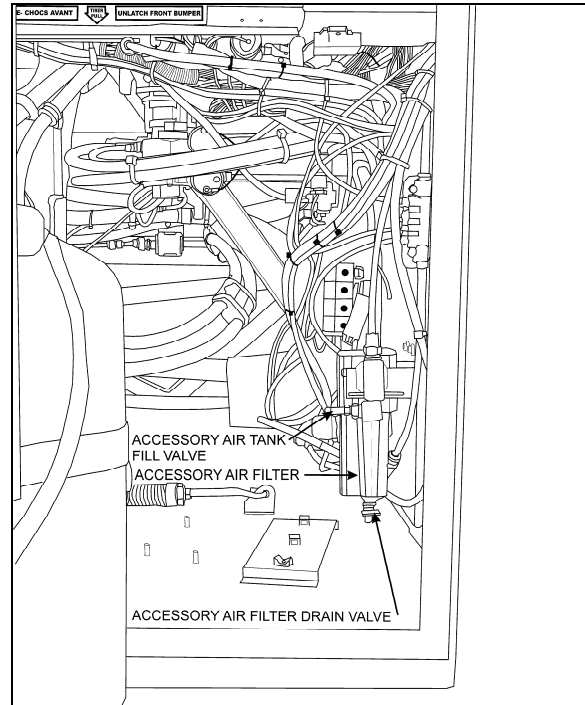 E- CHOCS AVANT
TIRER
PULL
UNLATCH FRONT BUMPER
ACCESSORY AIR TANK
FILL VALVE
ACCESSORY AIR FILTER
ACCESSORY AIR FILTER DRAIN VALVE